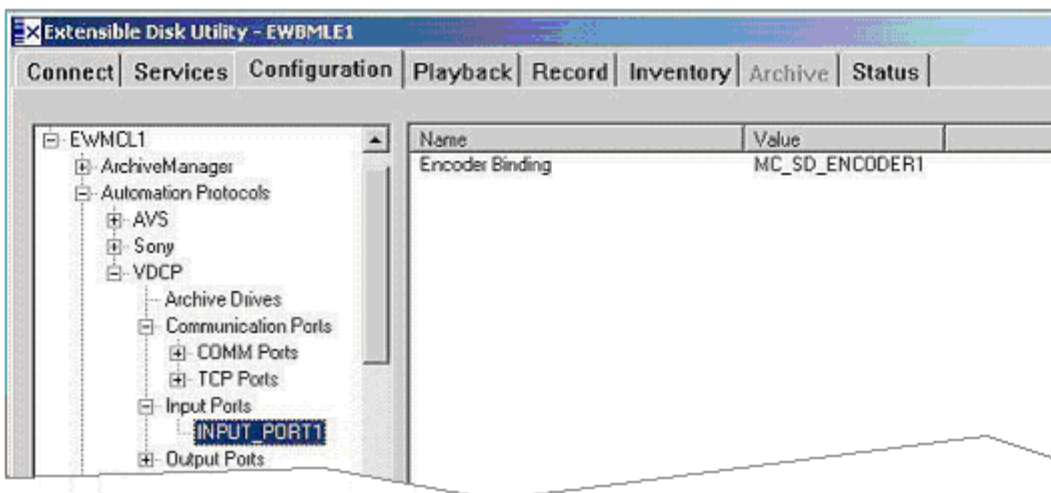 Extensible Disk Utility - EWBMLE1
Connect Services Configuration Playback Record Inventory Archive Status
Name Value
Encoder Binding MC_SD_ENCODER1
EWMCL1
ArchiveManager
Automation Protocols
AVS
Sony
VDCP
Archive Drives
Communication Ports
COMM Ports
TCP Ports
Input Ports
INPUT_PORT1
Output Ports